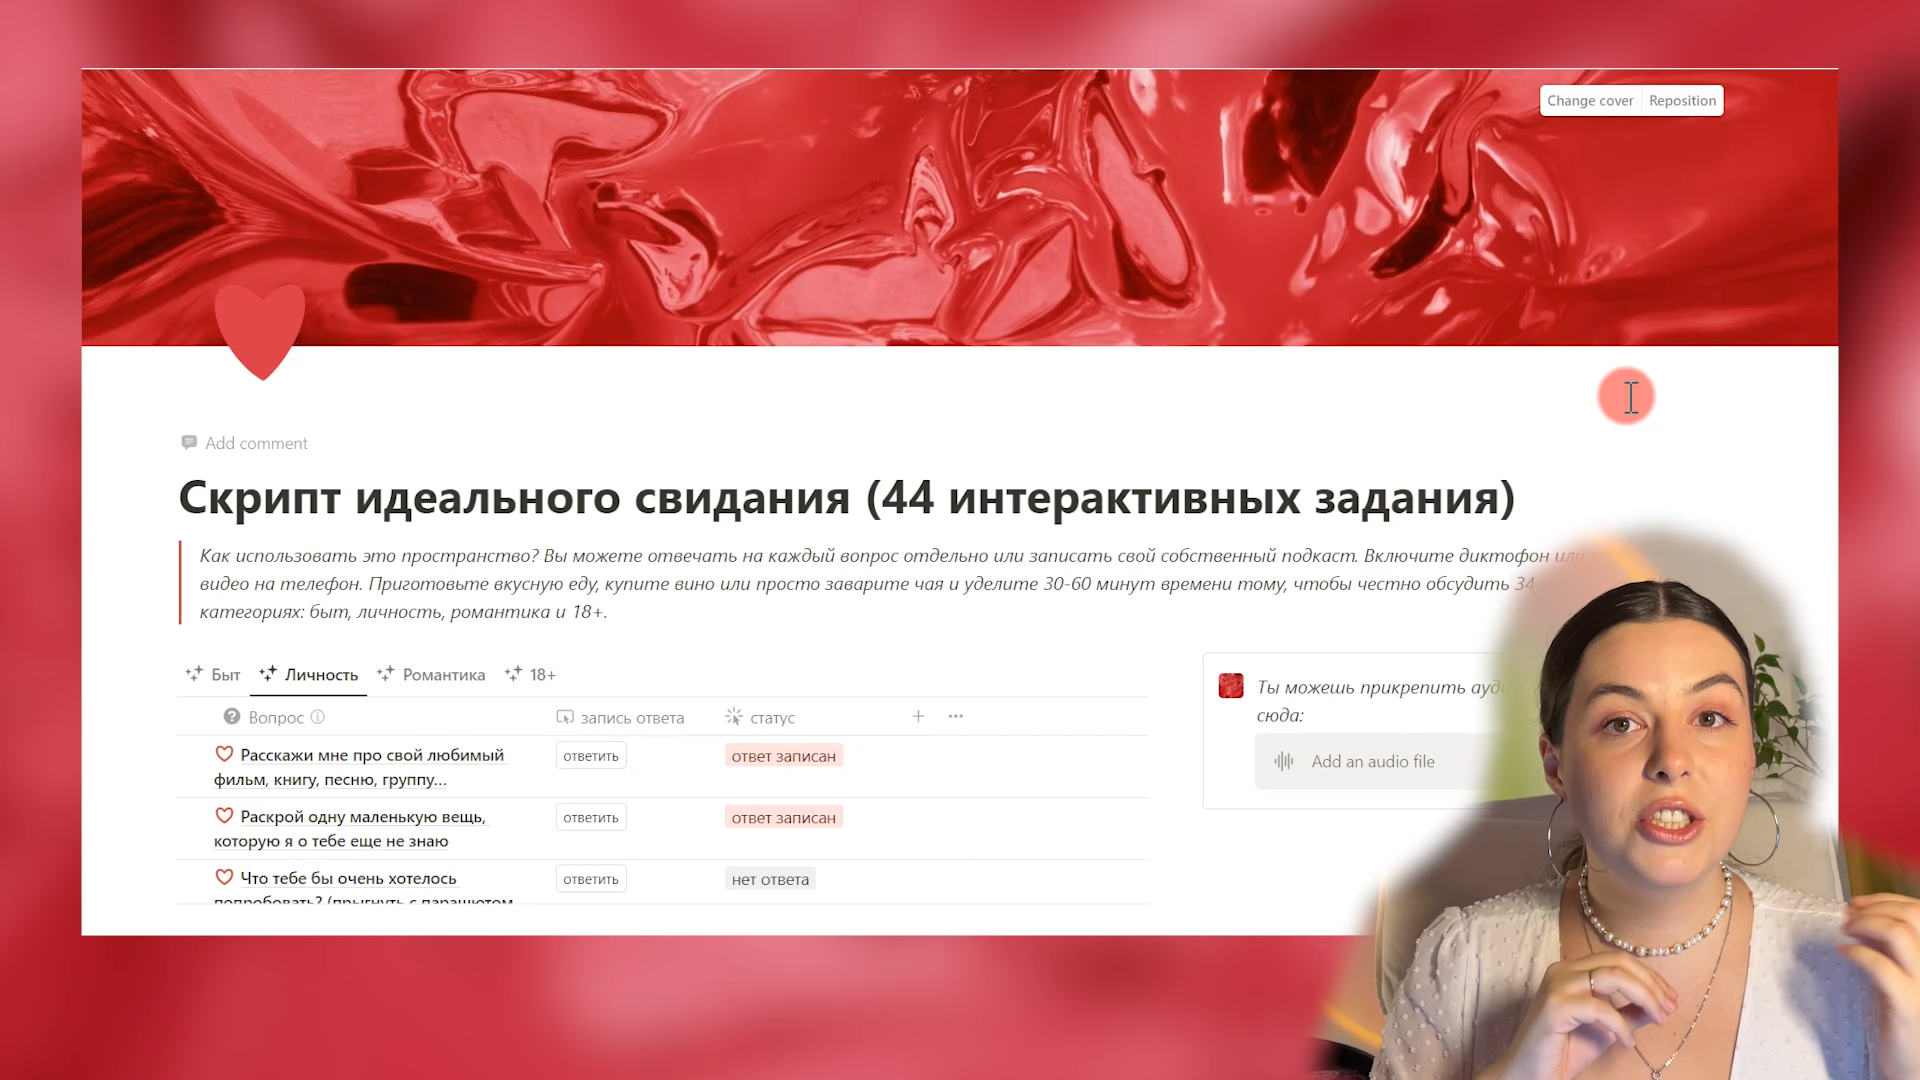 Change cover Reposition
Add comment
Скрипт идеального свидания (44 интерактивных задания)
Как использовать это пространство? Вы можете отвечать на каждый вопрос отдельно или записать свой собственный подкаст. Включите диктофон или
видео на телефон. Приготовьте вкусную еду, купите вино или просто заварите чая и уделите 30-60 минут времени тому, чтобы честно обсудить 34
категориях: быт, личность, романтика и 18+.
Быт Личность Романтика 18+
Вопрос запись ответа статус
Расскажи мне про свой любимый
фильм, книгу, песню, группу...
ответить ответ записан
Раскрой одну маленькую вещь,
которую я о тебе еще не знаю
ответить ответ записан
Что тебе бы очень хотелось
попробовать? (прыгнуть с парашютом
ответить нет ответа
Ты можешь прикрепить
сюда:
Add an audio file